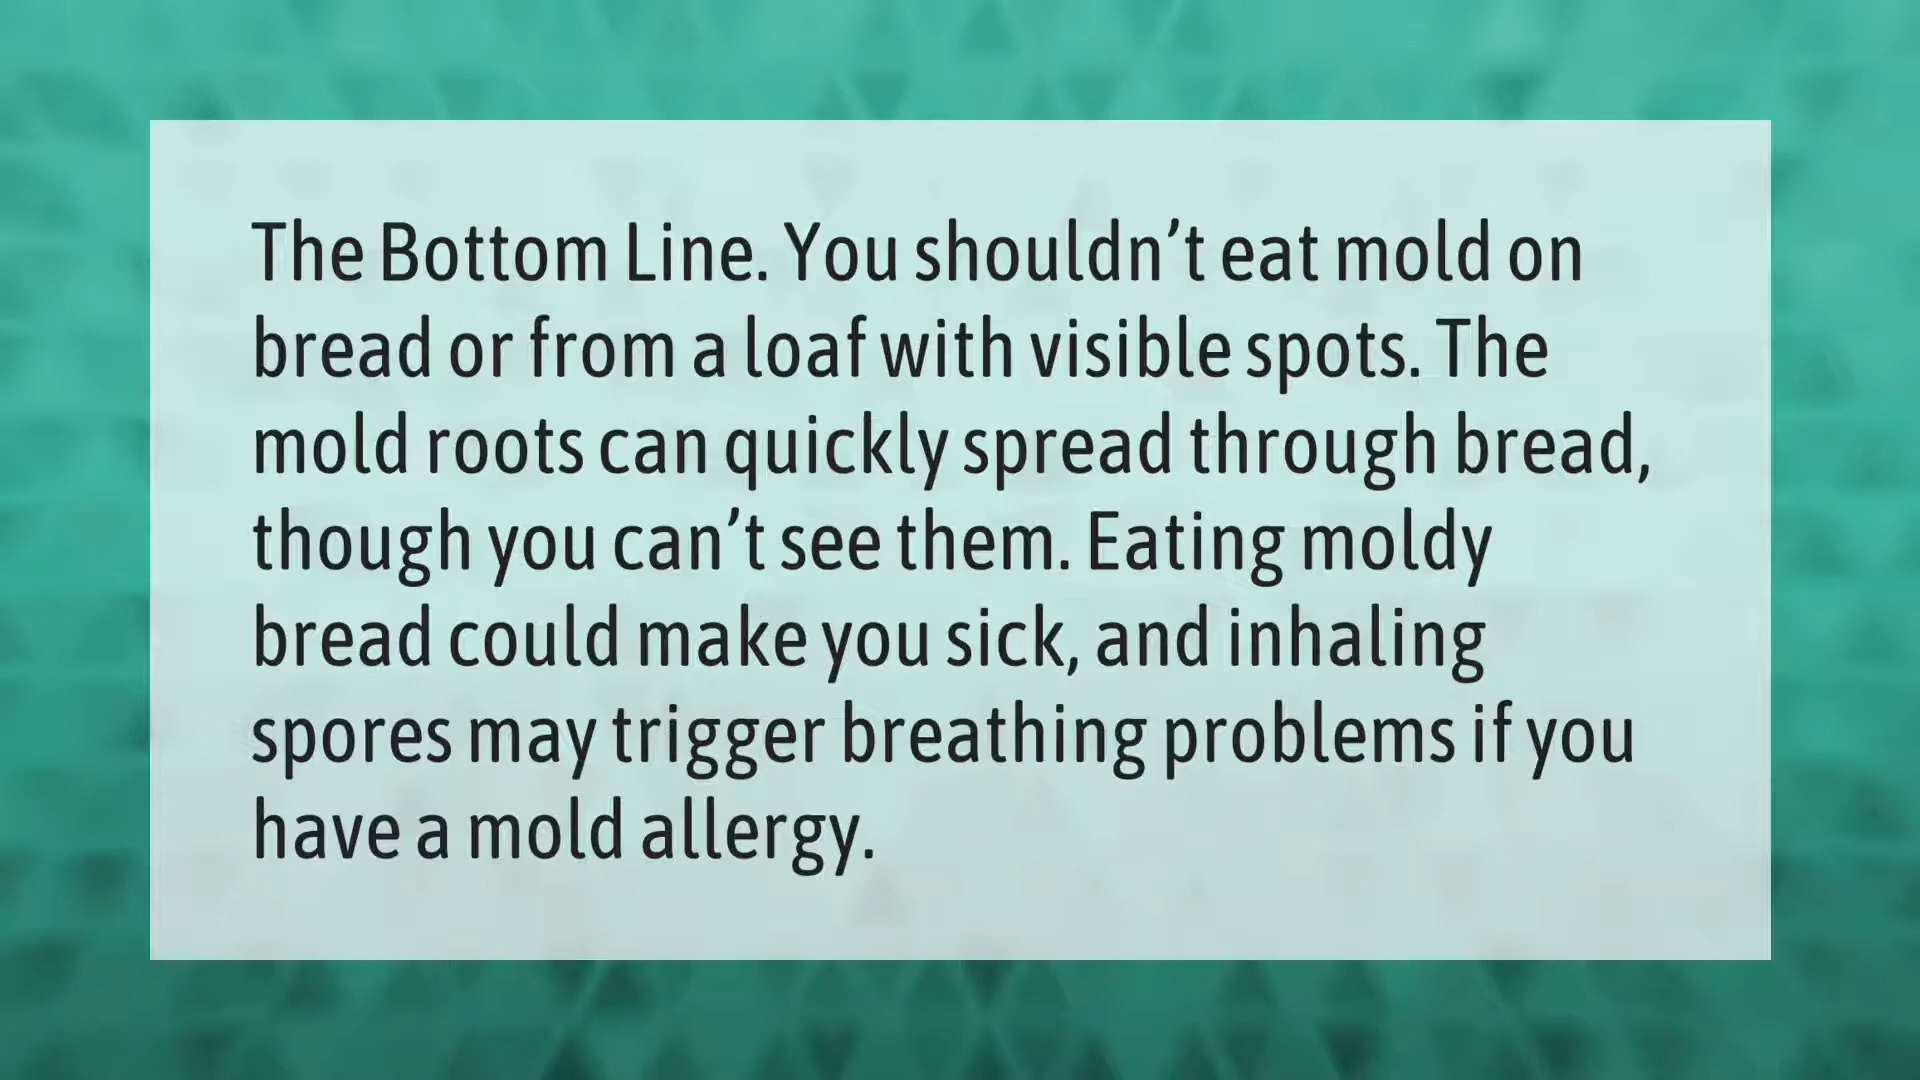 The Bottom Line. You shouldn’t eat mold on
bread or from a loaf with visible spots. The
mold roots can quickly spread through bread,
though you can’t see them. Eating moldy
bread could make you sick, and inhaling
spores may trigger breathing problems if you
have a mold allergy.